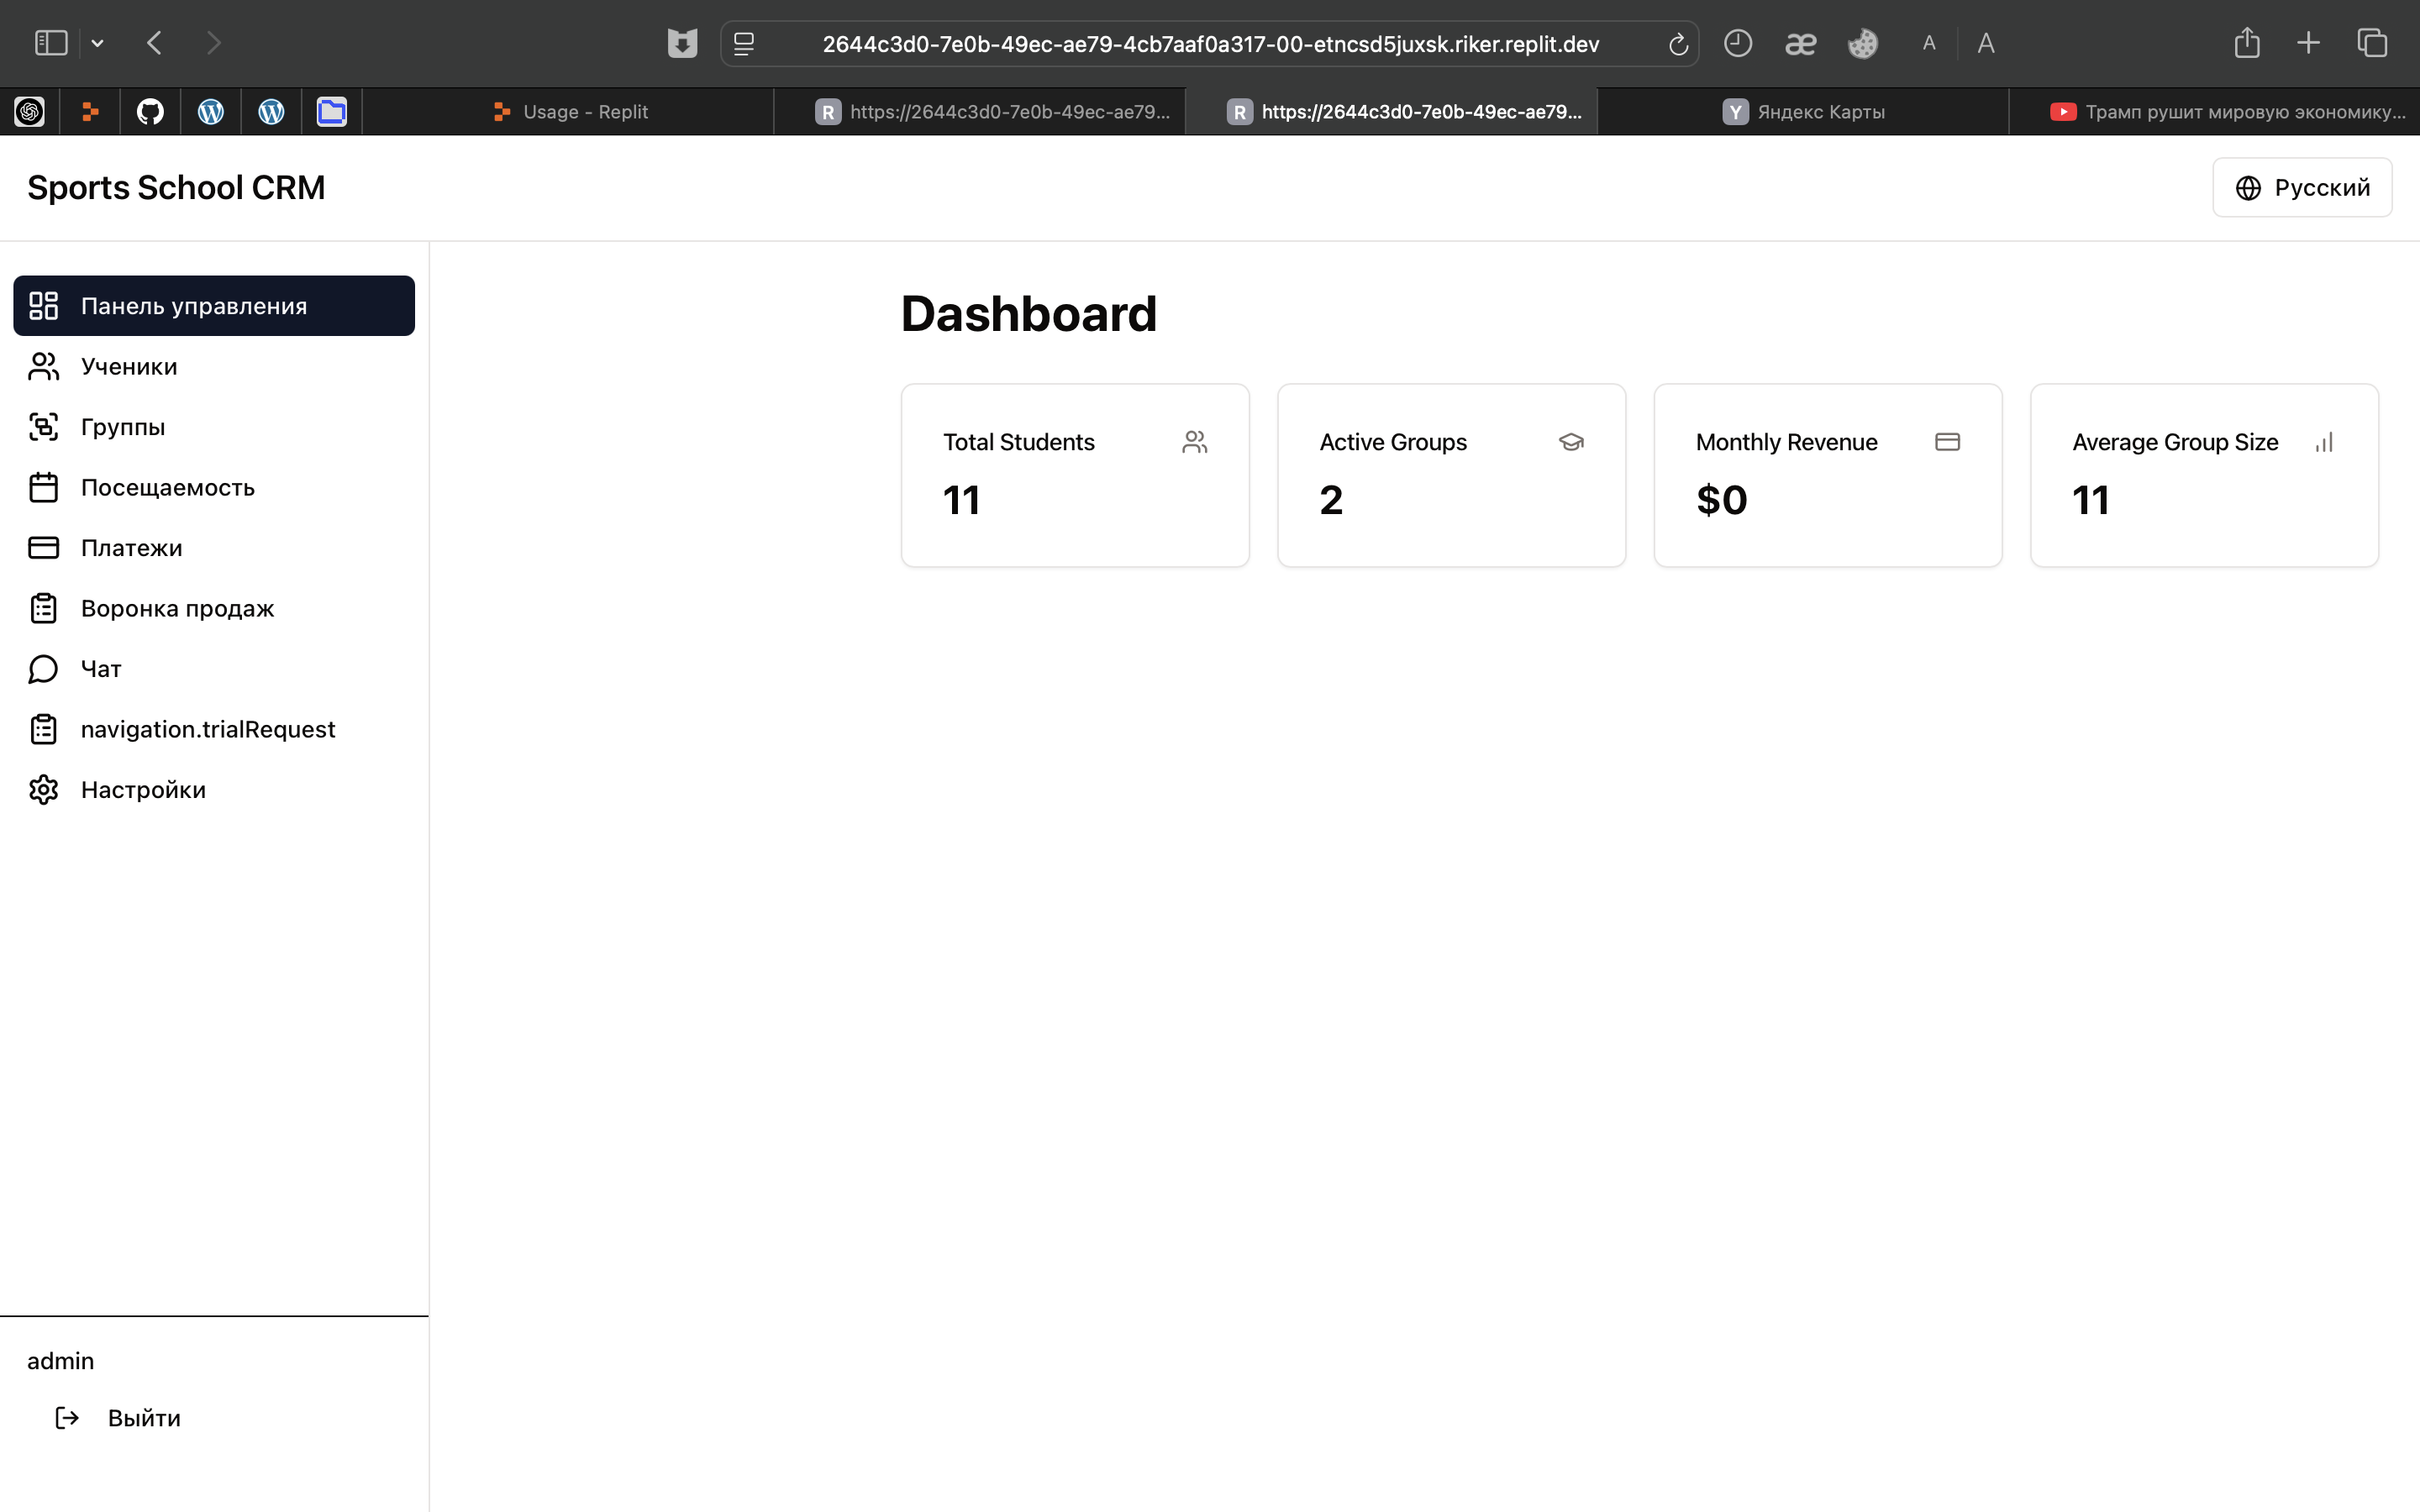 2644c3d0-7e0b-49ec-ae79-4cb7aaf0a317-00-etncsd5juxsk.riker.replit.dev
æ
A
A
Usage - Replit
R https://2644c3d0-7e0b-49ec-ae79...
R https://2644c3d0-7e0b-49ec-ae79...
Y Яндекс Карты
Трамп рушит мировую экономику...
Sports School CRM
Русский
Панель управления
Ученики
Группы
Посещаемость
Платежи
Воронка продаж
Чат
navigation.trialRequest
Настройки
admin
Выйти
Dashboard
Total Students
11
Active Groups
2
Monthly Revenue
$0
Average Group Size
11